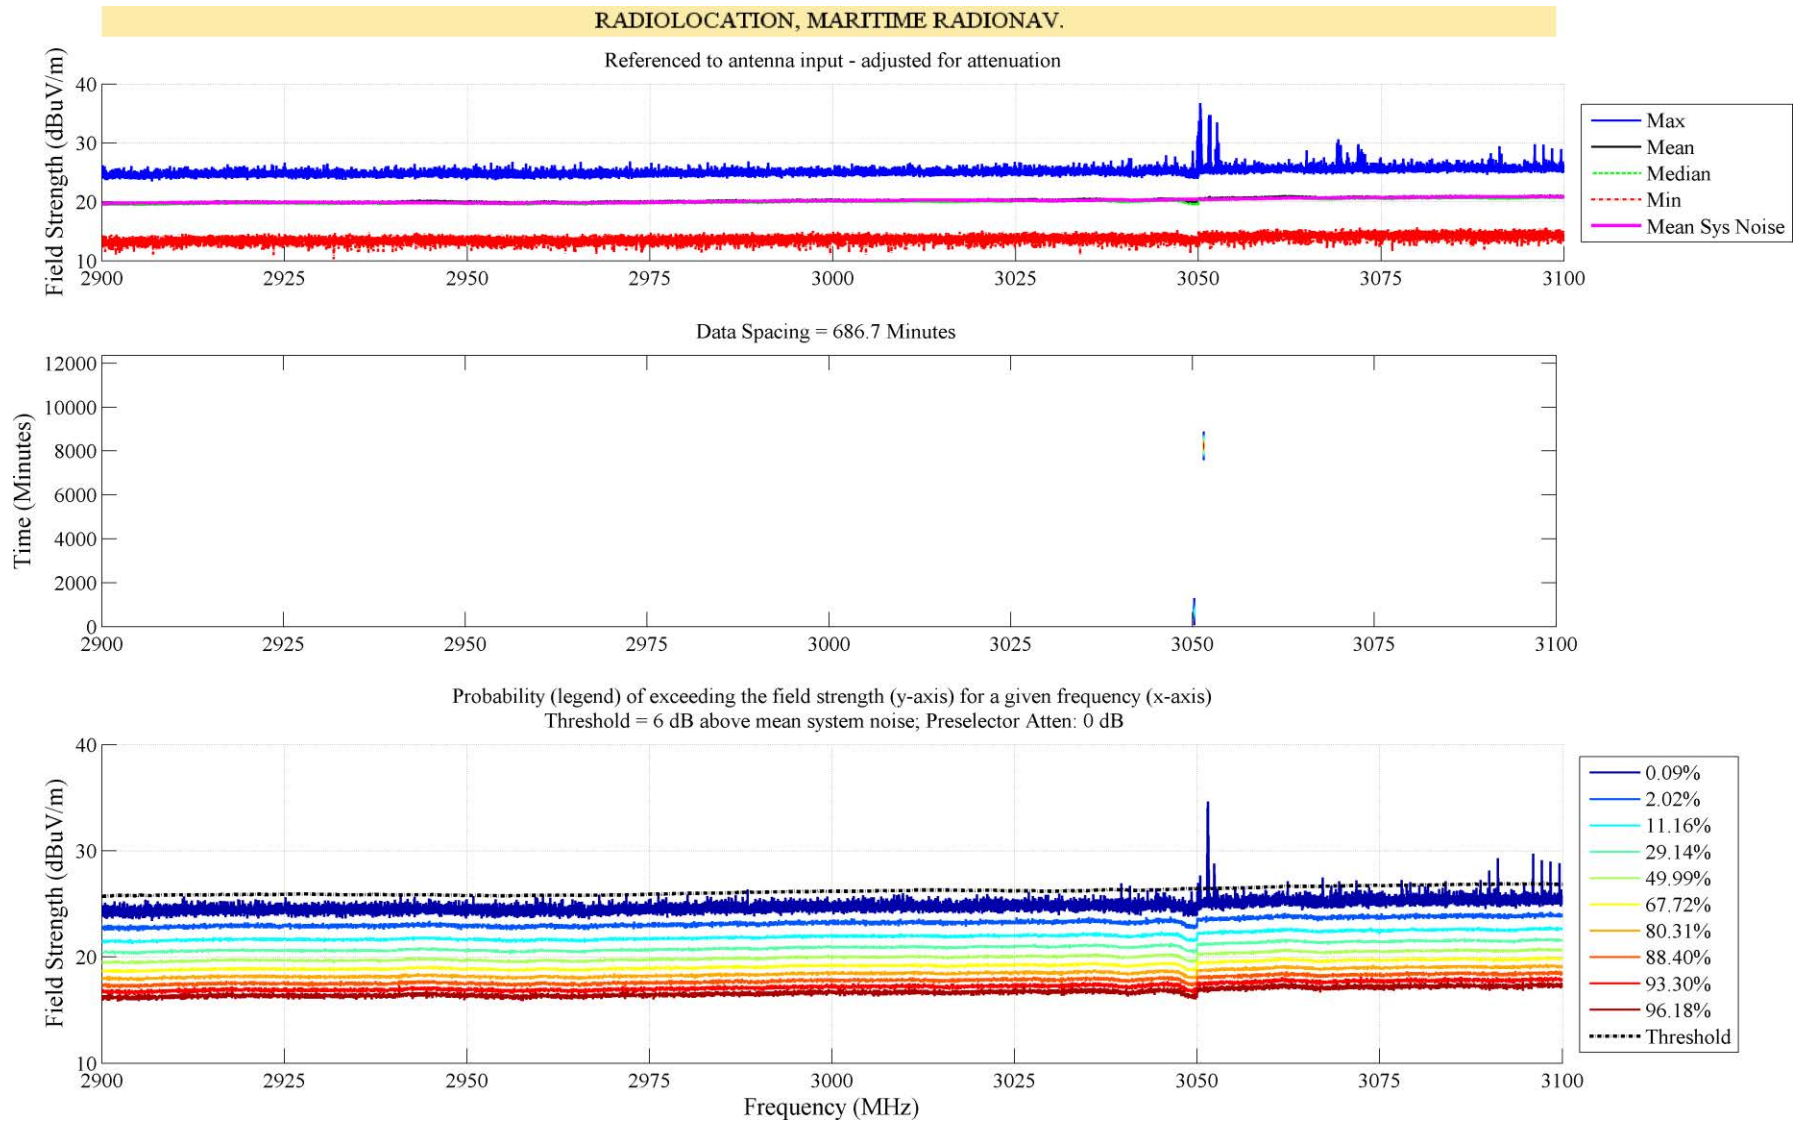 RADIOLOCATION, MARITIME RADIONAV.
Referenced to antenna input - adjusted for attenuation
Field Strength (dBuV/m)
40
30
20
10
2900 2925 2950 2975 3000 3025 3050 3075 3100
Max
Mean
Median
Min
Mean Sys Noise
Data Spacing = 686.7 Minutes
Time (Minutes)
12000
10000
8000
6000
4000
2000
0
2900 2925 2950 2975 3000 3025 3050 3075 3100
Probability (legend) of exceeding the field strength (y-axis) for a given frequency (x-axis)
Threshold = 6 dB above mean system noise; Preselector Atten: 0 dB
Field Strength (dBuV/m)
40
30
20
10
2900 2925 2950 2975 3000 3025 3050 3075 3100
Frequency (MHz)
0.09%
2.02%
11.16%
29.14%
49.99%
67.72%
80.31%
88.40%
93.30%
96.18%
Threshold